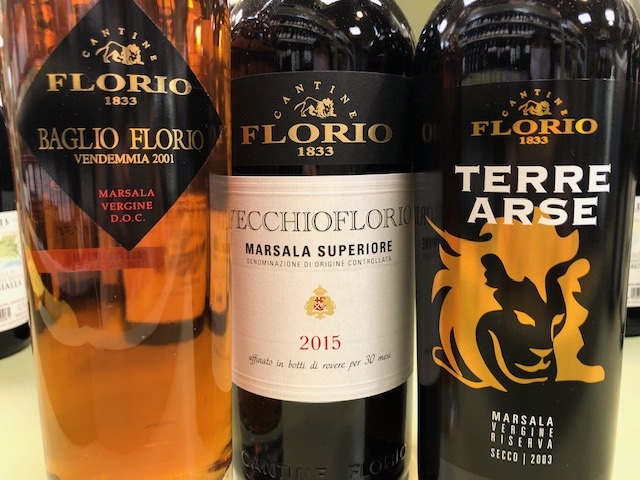 CANTINE
FLORIO
1833
BAGLIO FLORIO
VENDEMMIA 2001
MARSALA
VERGINE
D.O.C.
CANTINE
FLORIO
1833
VECCHIOFLORIO
MARSALA SUPERIORE
DENOMINAZIONE DI ORIGINE CONTROLLATA
2015
affinato in botti di rovere per 30 mesi
CANTINE FLORIO
CANTINE
FLORIO
1833
TERRE
ARSE
MARSALA
VERGINE
RISERVA
SECCO | 2003